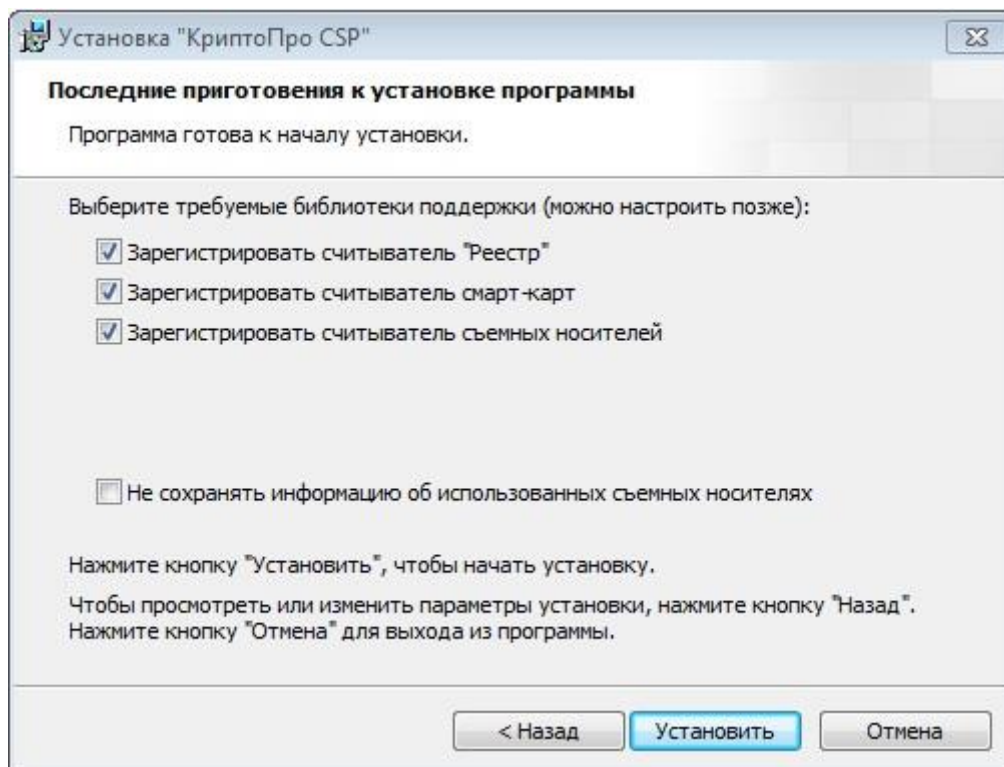 Установка "КриптоПро CSP"
Последние приготовения к установке программы
Программа готова к началу установки.
Выберите требуемые библиотеки поддержки (можно настроить позже):
Зарегистрировать считыватель "Реестр"
Зарегистрировать считыватель смарт-карт
Зарегистрировать считыватель съемных носителей
Не сохранять информацию об использованных съемных носителях
Нажмите кнопку "Установить", чтобы начать установку.
Чтобы просмотреть или изменить параметры установки, нажмите кнопку "Назад".
Нажмите кнопку "Отмена" для выхода из программы.
< Назад
Установить
Отмена